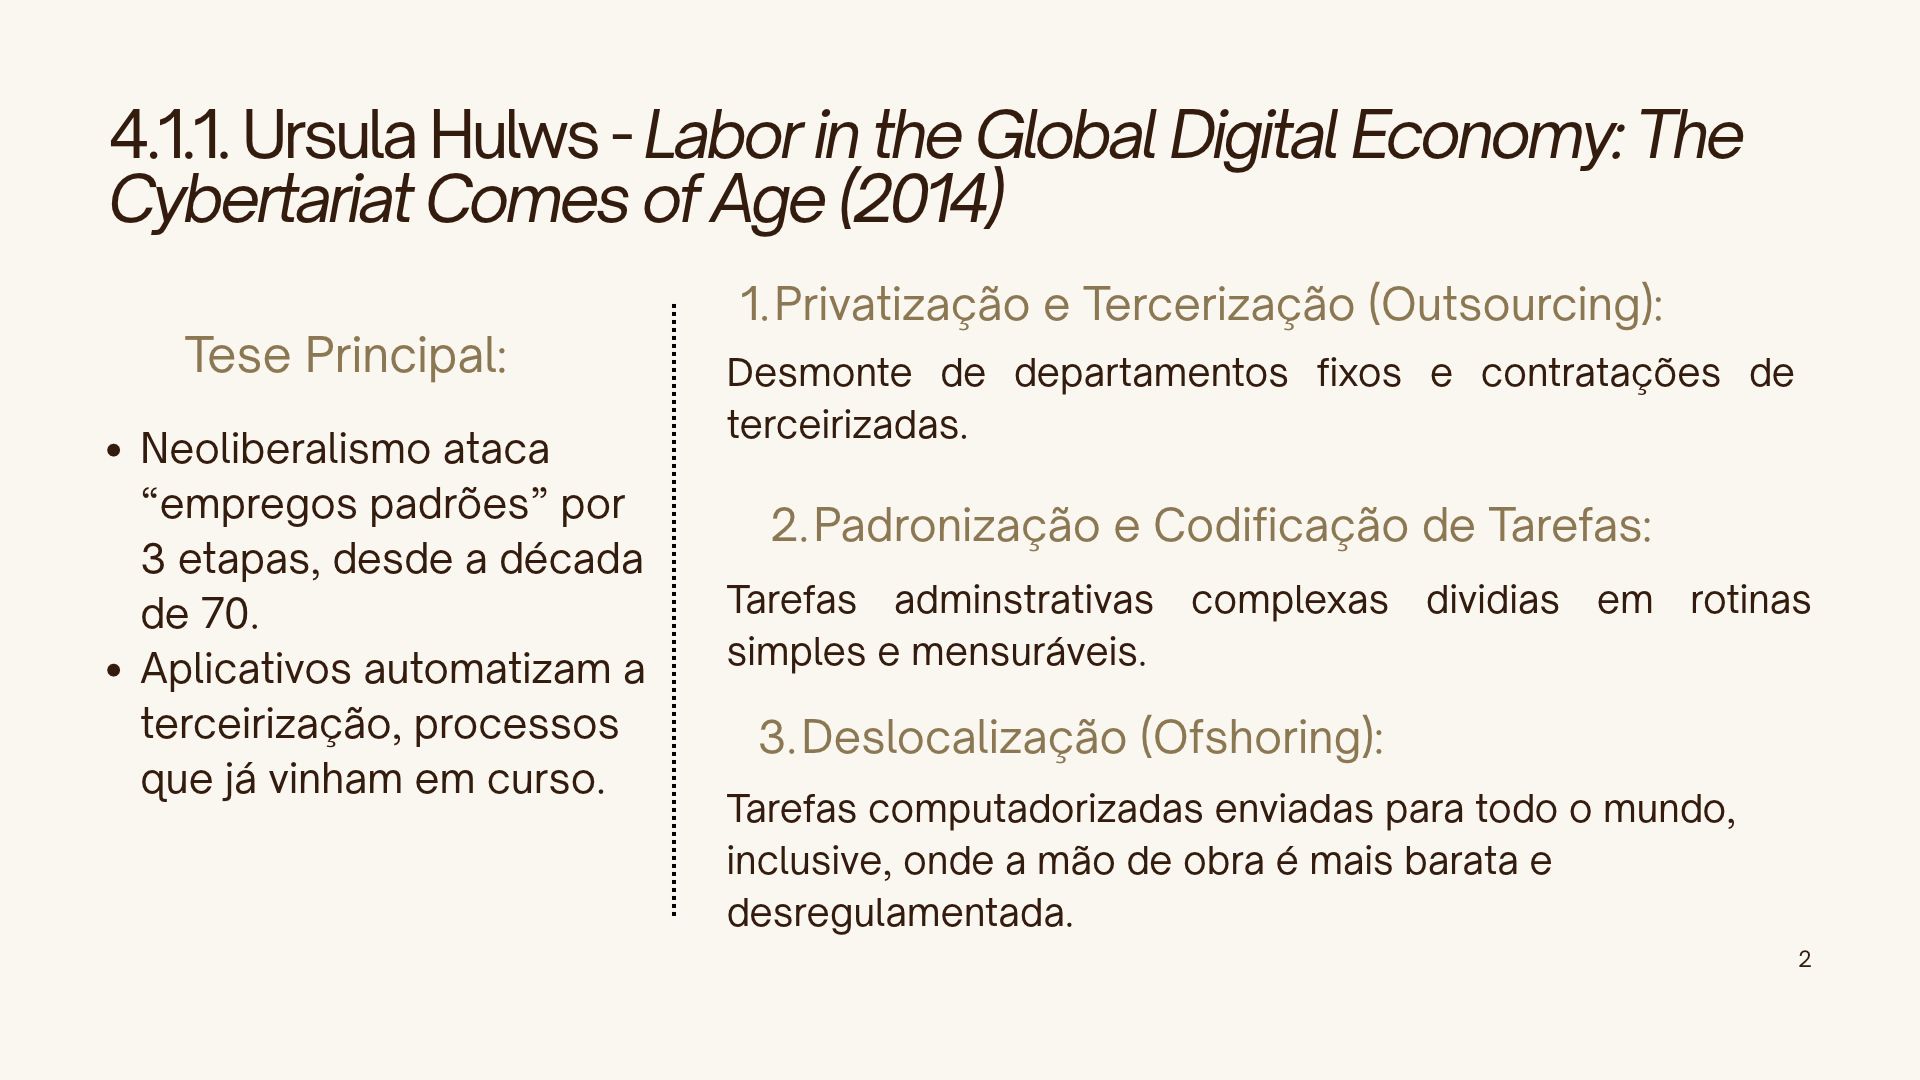 4.1.1. Ursula Hulws - Labor in the Global Digital Economy: The
Cybertariat Comes of Age (2014)
Tese Principal:
• Neoliberalismo ataca
“empregos padrões” por
3 etapas, desde a década
de 70.
• Aplicativos automatizam a
terceirização, processos
que já vinham em curso.
1. Privatização e Tercerização (Outsourcing):
Desmonte de departamentos fixos e contratações de
terceirizadas.
2. Padronização e Codificação de Tarefas:
Tarefas adminstrativas complexas dividias em rotinas
simples e mensuráveis.
3. Deslocalização (Ofshoring):
Tarefas computadorizadas enviadas para todo o mundo,
inclusive, onde a mão de obra é mais barata e
desregulamentada.
2